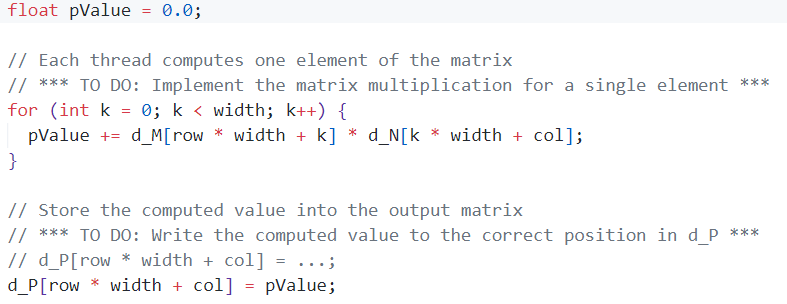 float pValue = 0.0;
// Each thread computes one element of the matrix
// *** TO DO: Implement the matrix multiplication for a single element ***
for (int k = 0; k < width; k++) {
pValue += d_M[row * width + k] * d_N[k * width + col];
}
// Store the computed value into the output matrix
// *** TO DO: Write the computed value to the correct position in d_P ***
// d_P[row * width + col] = ...;
d_P[row * width + col] = pValue;